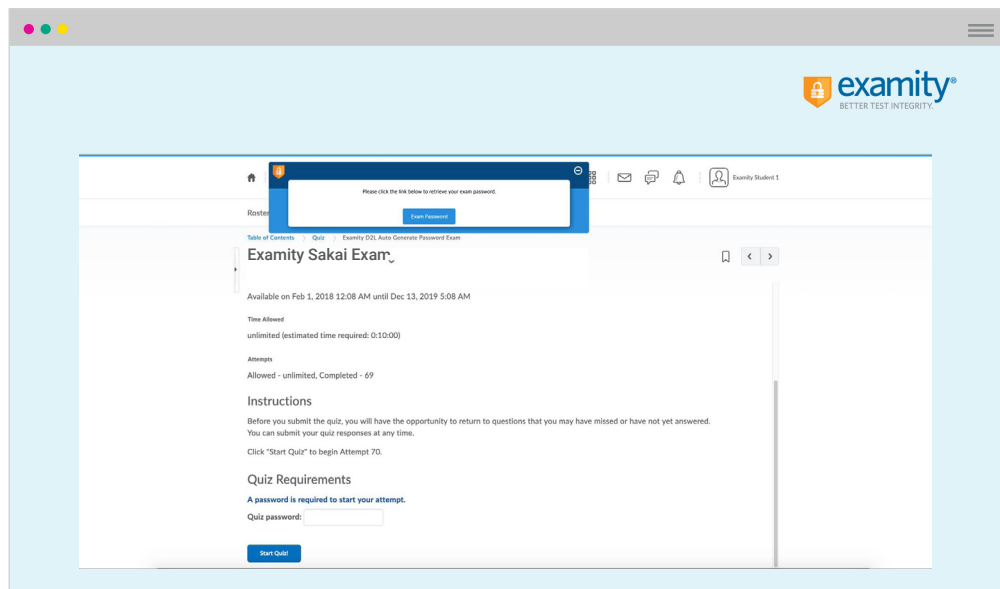 examity®
BETTER TEST INTEGRITY.
Please click the link below to retrieve your exam password.
Exam Password
Examity Student 1
Roster
Table of Contents > Quiz > Examity D2L Auto Generate Password Exam
Examity Sakai Exam
Available on Feb 1, 2018 12:08 AM until Dec 13, 2019 5:08 AM
Time Allowed
unlimited (estimated time required: 0:10:00)
Attempts
Allowed - unlimited, Completed - 69
Instructions
Before you submit the quiz, you will have the opportunity to return to questions that you may have missed or have not yet answered.
You can submit your quiz responses at any time.
Click "Start Quiz" to begin Attempt 70.
Quiz Requirements
A password is required to start your attempt.
Quiz password:
Start Quiz!